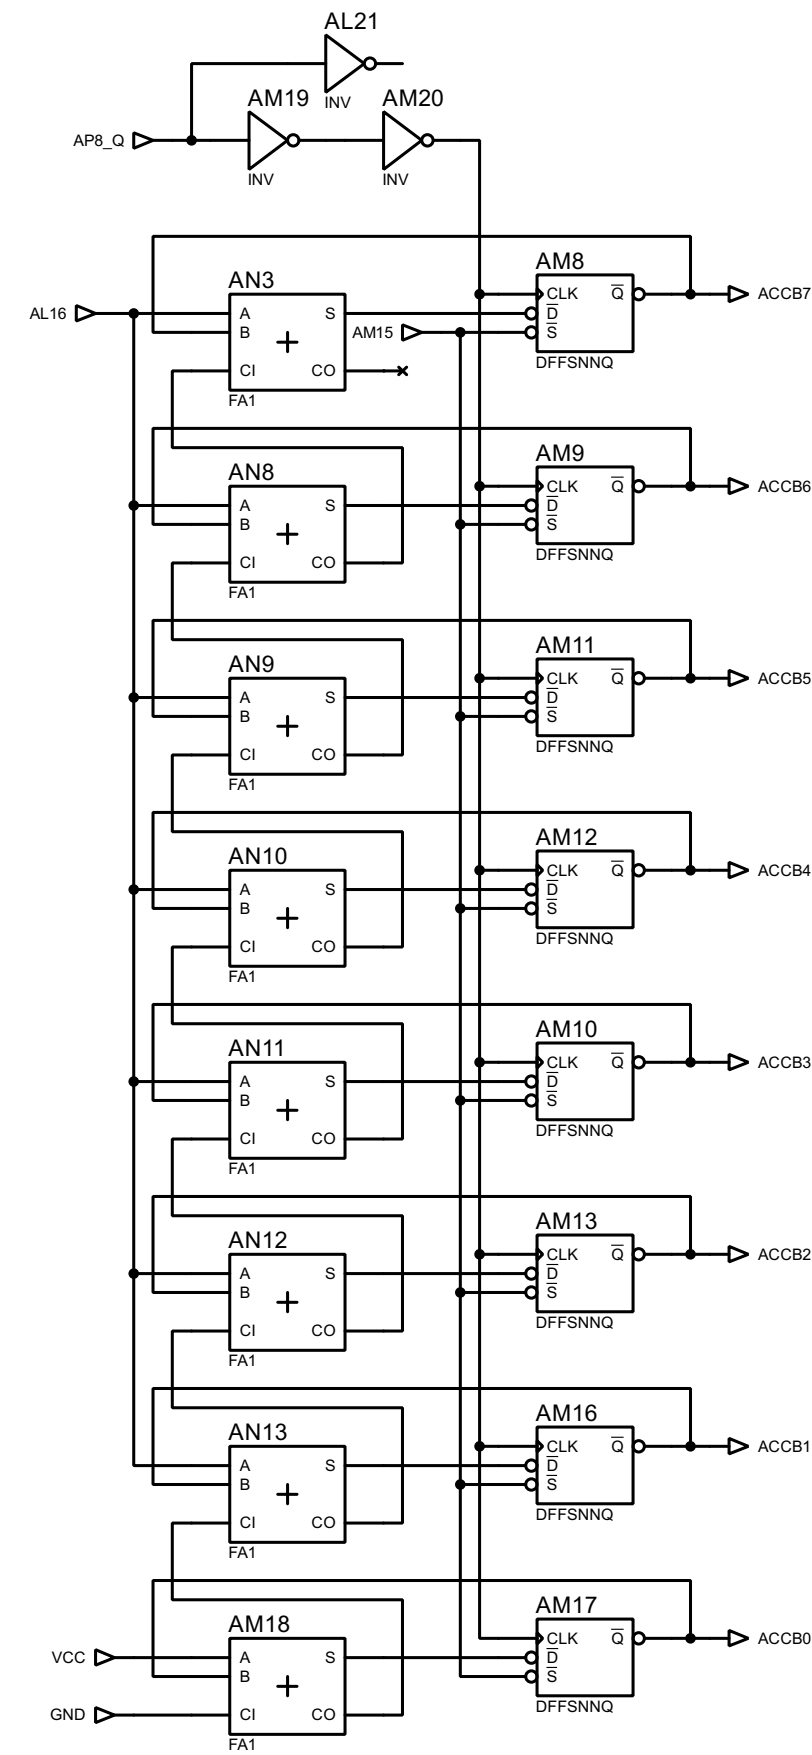 AL21
INV
AM19
AM20
AP8_Q
INV
INV
AM8
CLK Q̅
D̅
S̅
DFFSNNQ
ACCB7
AN3
AL16
A S
B
CI CO
FA1
AM15
AM9
CLK Q̅
D̅
S̅
DFFSNNQ
ACCB6
AN8
A S
B
CI CO
FA1
AM11
CLK Q̅
D̅
S̅
DFFSNNQ
ACCB5
AN9
A S
B
CI CO
FA1
AM12
CLK Q̅
D̅
S̅
DFFSNNQ
ACCB4
AN10
A S
B
CI CO
FA1
AM10
CLK Q̅
D̅
S̅
DFFSNNQ
ACCB3
AN11
A S
B
CI CO
FA1
AM13
CLK Q̅
D̅
S̅
DFFSNNQ
ACCB2
AN12
A S
B
CI CO
FA1
AM16
CLK Q̅
D̅
S̅
DFFSNNQ
ACCB1
AN13
A S
B
CI CO
FA1
AM17
CLK Q̅
D̅
S̅
DFFSNNQ
ACCB0
AM18
VCC
A S
B
GND
CI CO
FA1